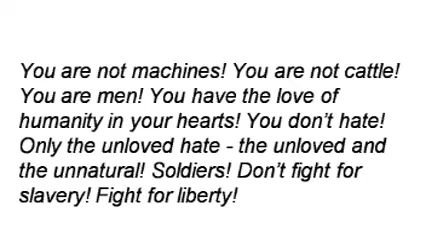 You are not machines! You are not cattle!
You are men! You have the love of
humanity in your hearts! You don't hate!
Only the unloved hate - the unloved and
the unnatural! Soldiers! Don't fight for
slavery! Fight for liberty!